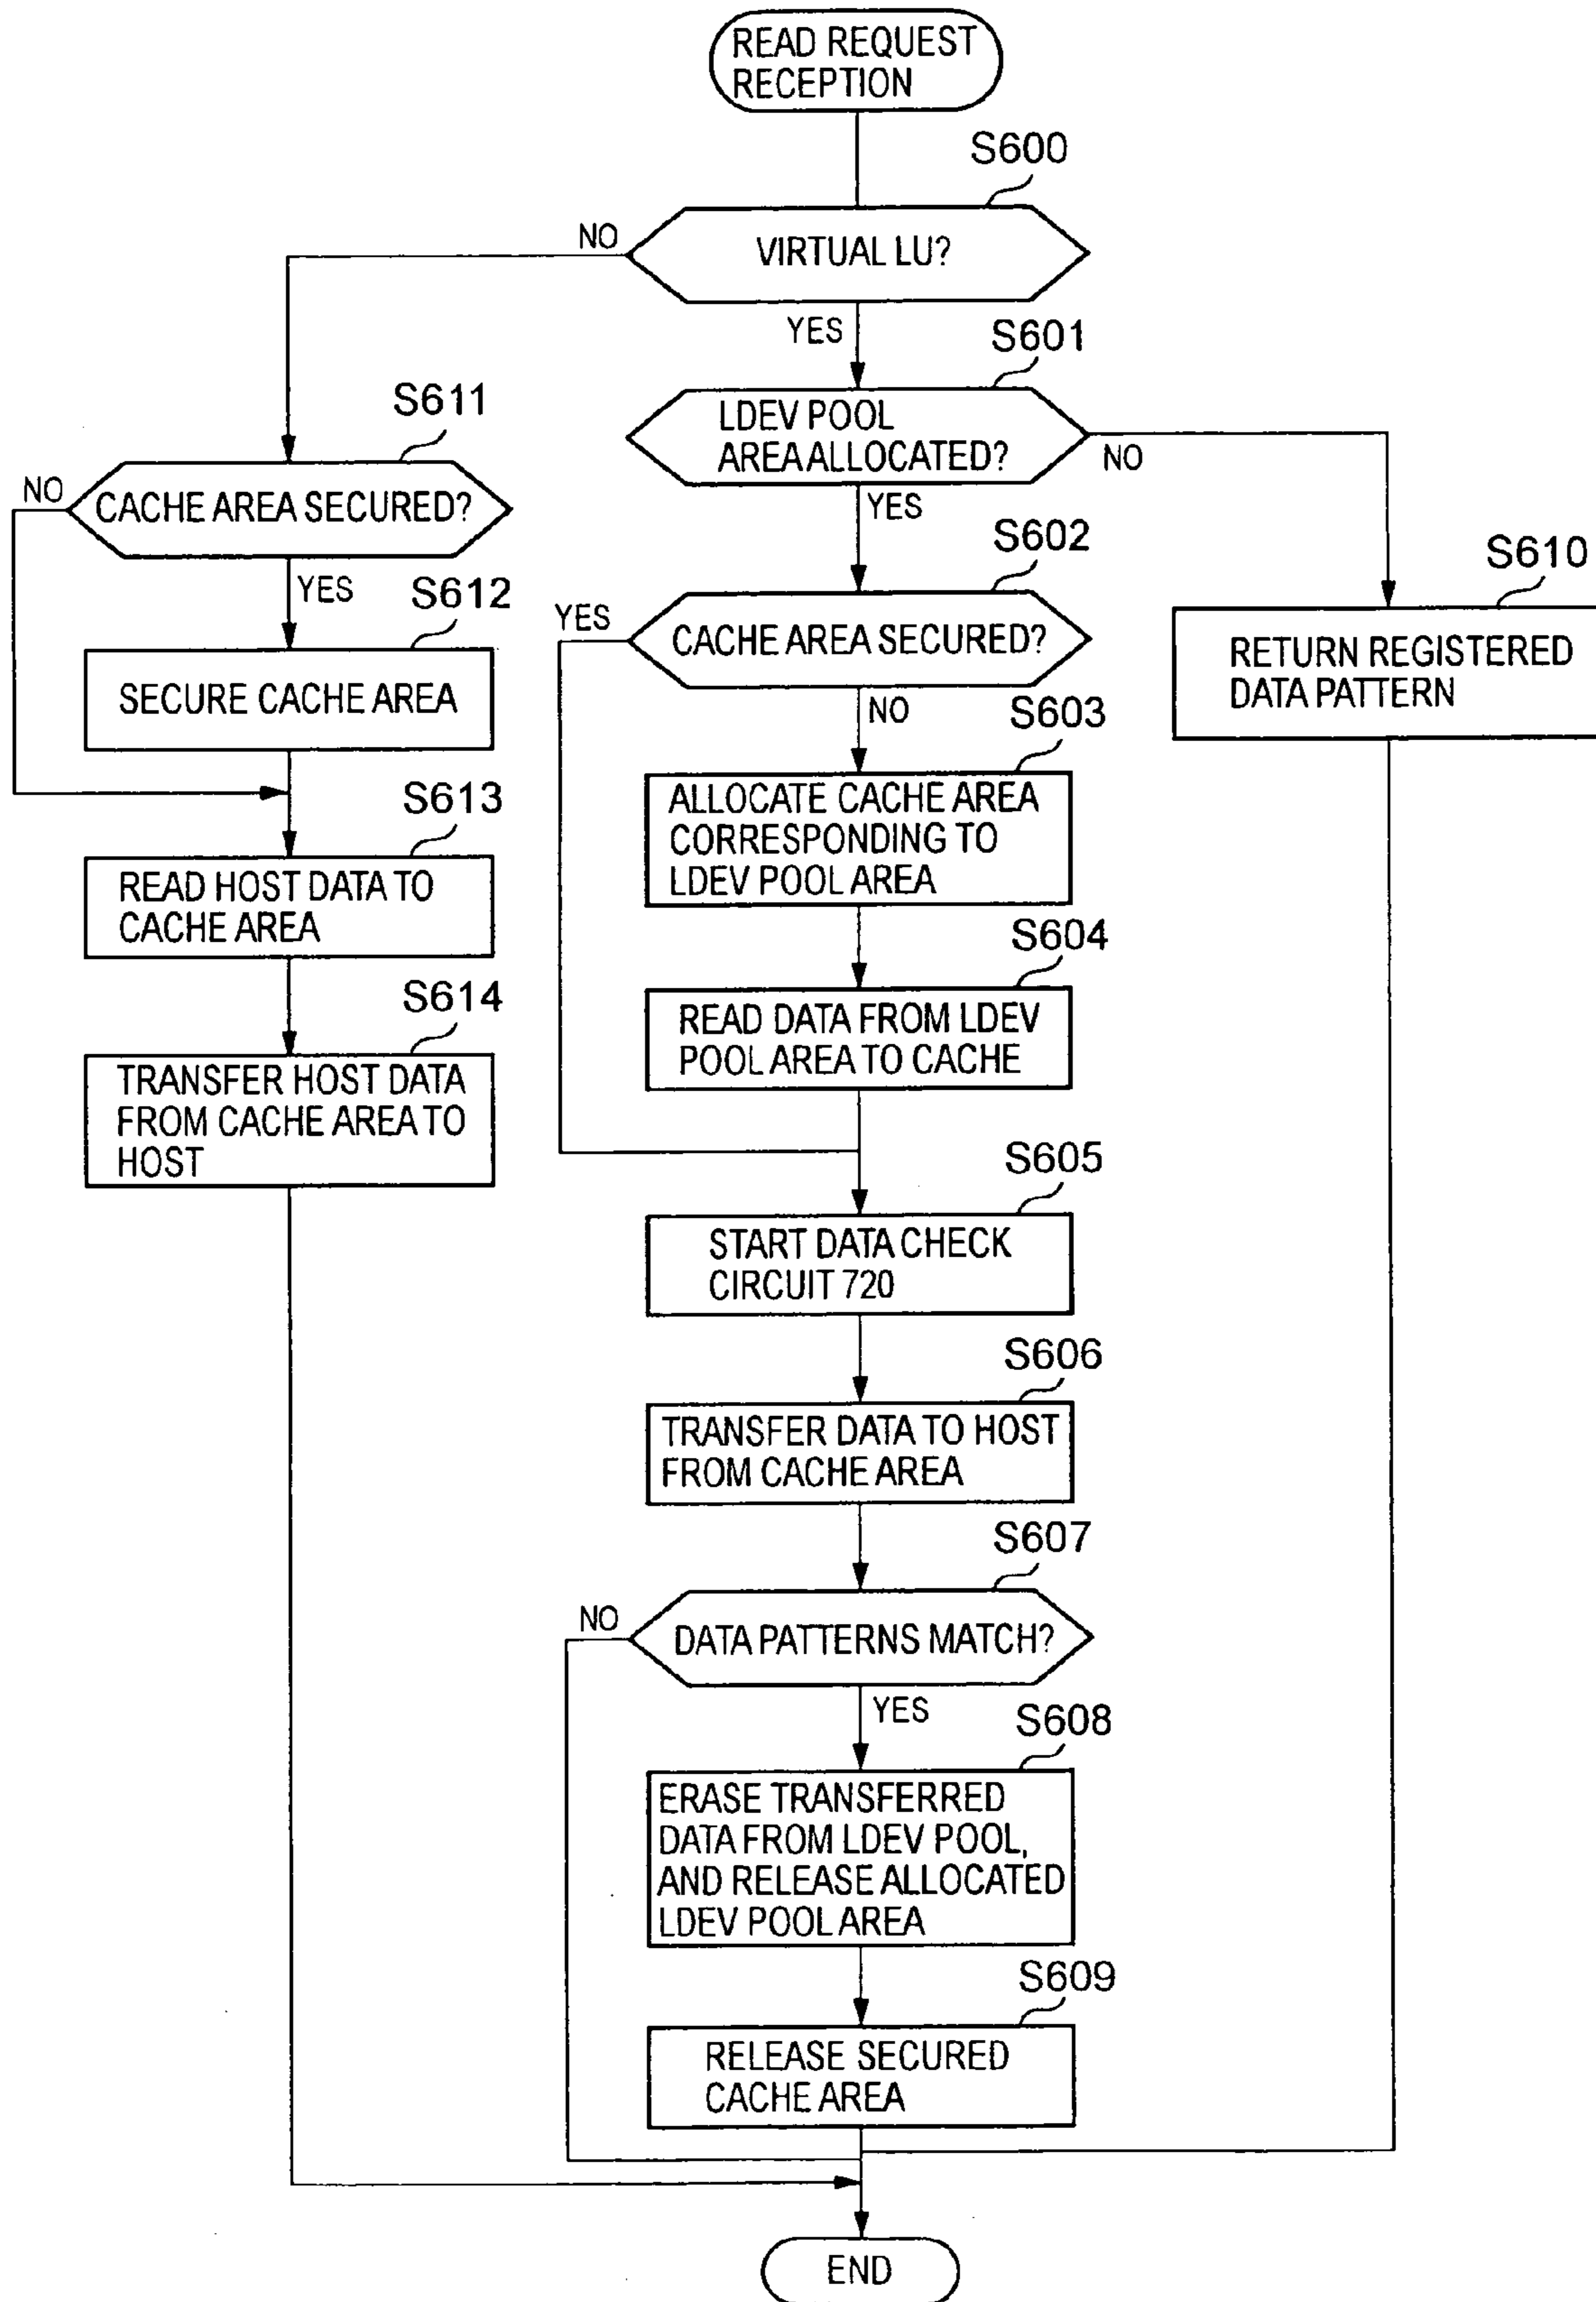 READ REQUEST
RECEPTION
S600
VIRTUAL LU?
NO
YES
S601
LDEV POOL
AREA ALLOCATED?
NO
YES
S611
CACHE AREA SECURED?
NO
YES
S602
CACHE AREA SECURED?
YES
NO
S610
RETURN REGISTERED
DATA PATTERN
S612
SECURE CACHE AREA
S603
ALLOCATE CACHE AREA
CORRESPONDING TO
LDEV POOL AREA
S613
READ HOST DATA TO
CACHE AREA
S604
READ DATA FROM LDEV
POOL AREA TO CACHE
S614
TRANSFER HOST DATA
FROM CACHE AREA TO
HOST
S605
START DATA CHECK
CIRCUIT 720
S606
TRANSFER DATA TO HOST
FROM CACHE AREA
S607
DATA PATTERNS MATCH?
NO
YES
S608
ERASE TRANSFERRED
DATA FROM LDEV POOL,
AND RELEASE ALLOCATED
LDEV POOL AREA
S609
RELEASE SECURED
CACHE AREA
END